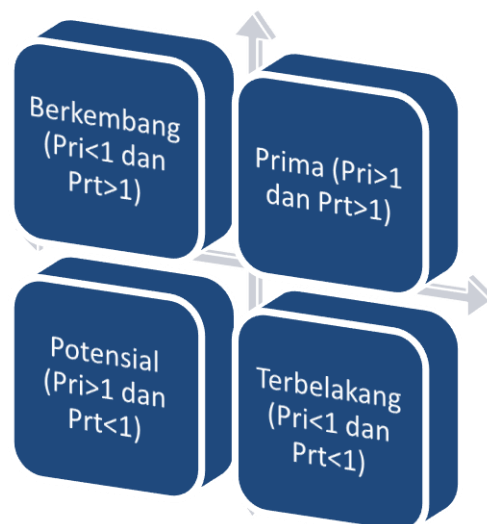 Berkembang
(Pri<1 dan
Prt>1)
Prima (Pri>1
dan Prt>1)
Potensial
(Pri>1 dan
Prt<1)
Terbelakang
(Pri<1 dan
Prt<1)